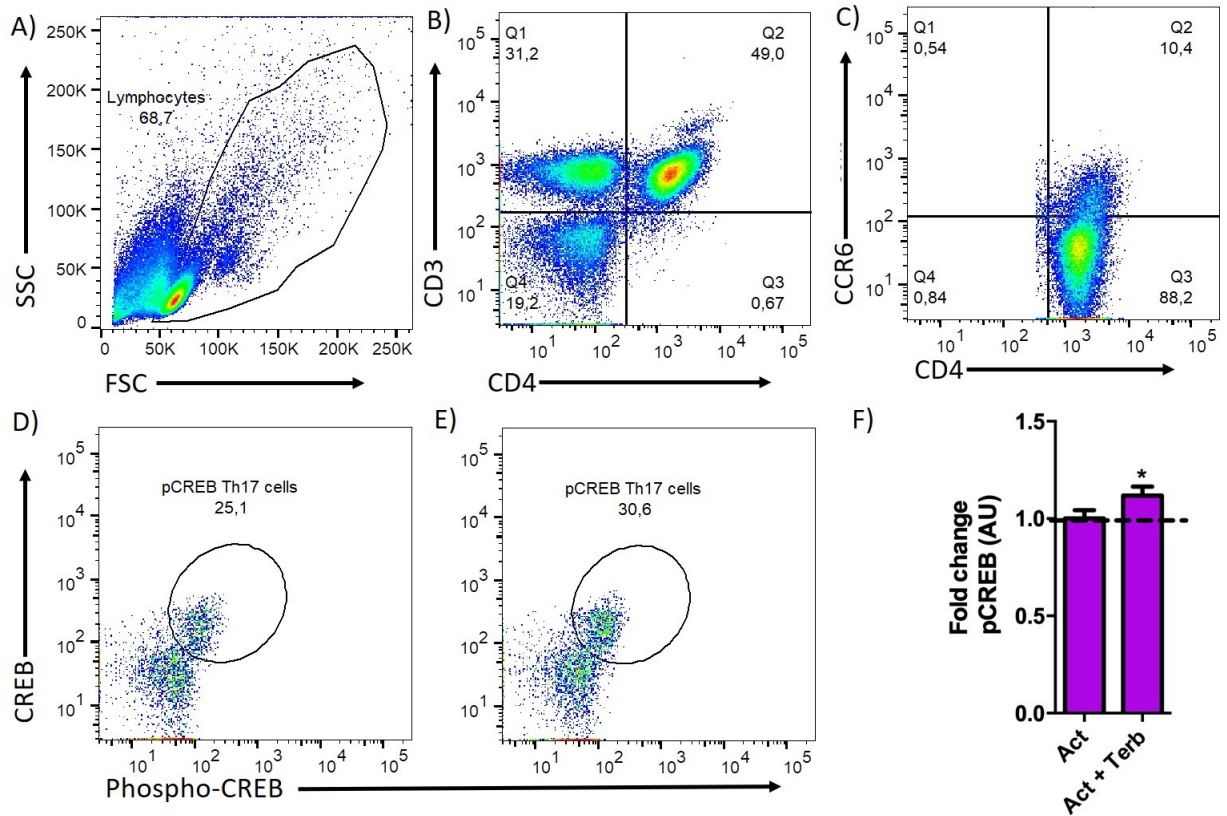 A)
250K
200K
150K
100K
50K
0
Lymphocytes
68,7
0 50K 100K 150K 200K 250K
SSC
FSC
B)
Q1
31,2
Q2
49,0
Q4
19,2
Q3
0,67
10^5
10^4
10^3
10^2
10^1
10^1 10^2 10^3 10^4 10^5
CD3
CD4
C)
Q1
0,54
Q2
10,4
Q4
0,84
Q3
88,2
10^5
10^4
10^3
10^2
10^1
10^1 10^2 10^3 10^4 10^5
CCR6
CD4
D)
pCREB Th17 cells
25,1
10^5
10^4
10^3
10^2
10^1
10^1 10^2 10^3 10^4 10^5
CREB
E)
pCREB Th17 cells
30,6
10^5
10^4
10^3
10^2
10^1
10^1 10^2 10^3 10^4 10^5
Phospho-CREB
F)
Fold change
pCREB (AU)
1.5
1.0
0.5
0.0
*
Act
Act + Terb